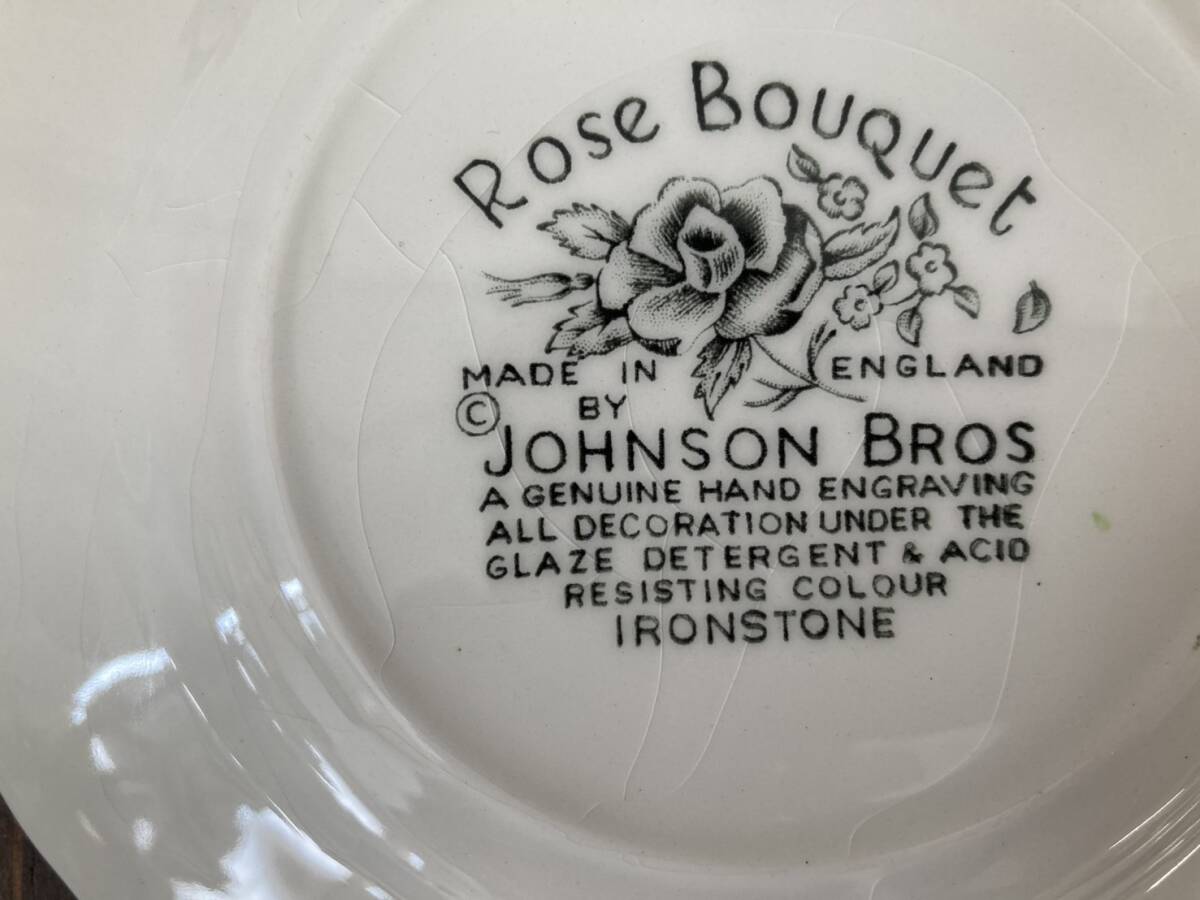 Rose Bouquet
MADE IN ENGLAND
© BY
JOHNSON BROS
A GENUINE HAND ENGRAVING
ALL DECORATION UNDER THE
GLAZE DETERGENT & ACID
RESISTING COLOUR
IRONSTONE